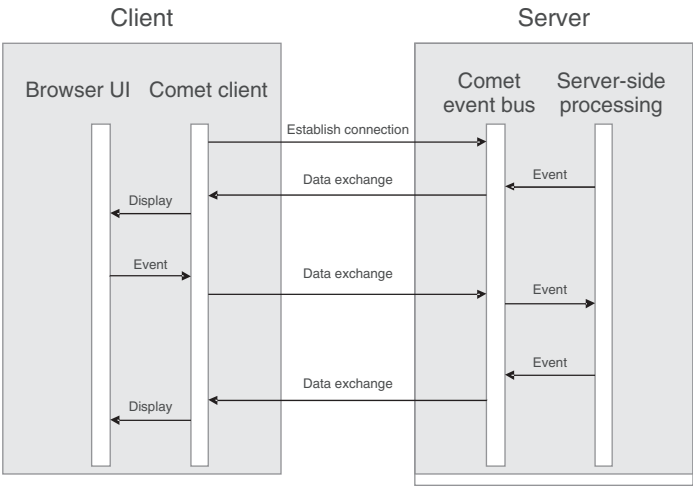 Client
Server
Browser UI
Comet client
Comet
event bus
Server-side
processing
Establish connection
Event
Data exchange
Display
Event
Data exchange
Event
Event
Data exchange
Display